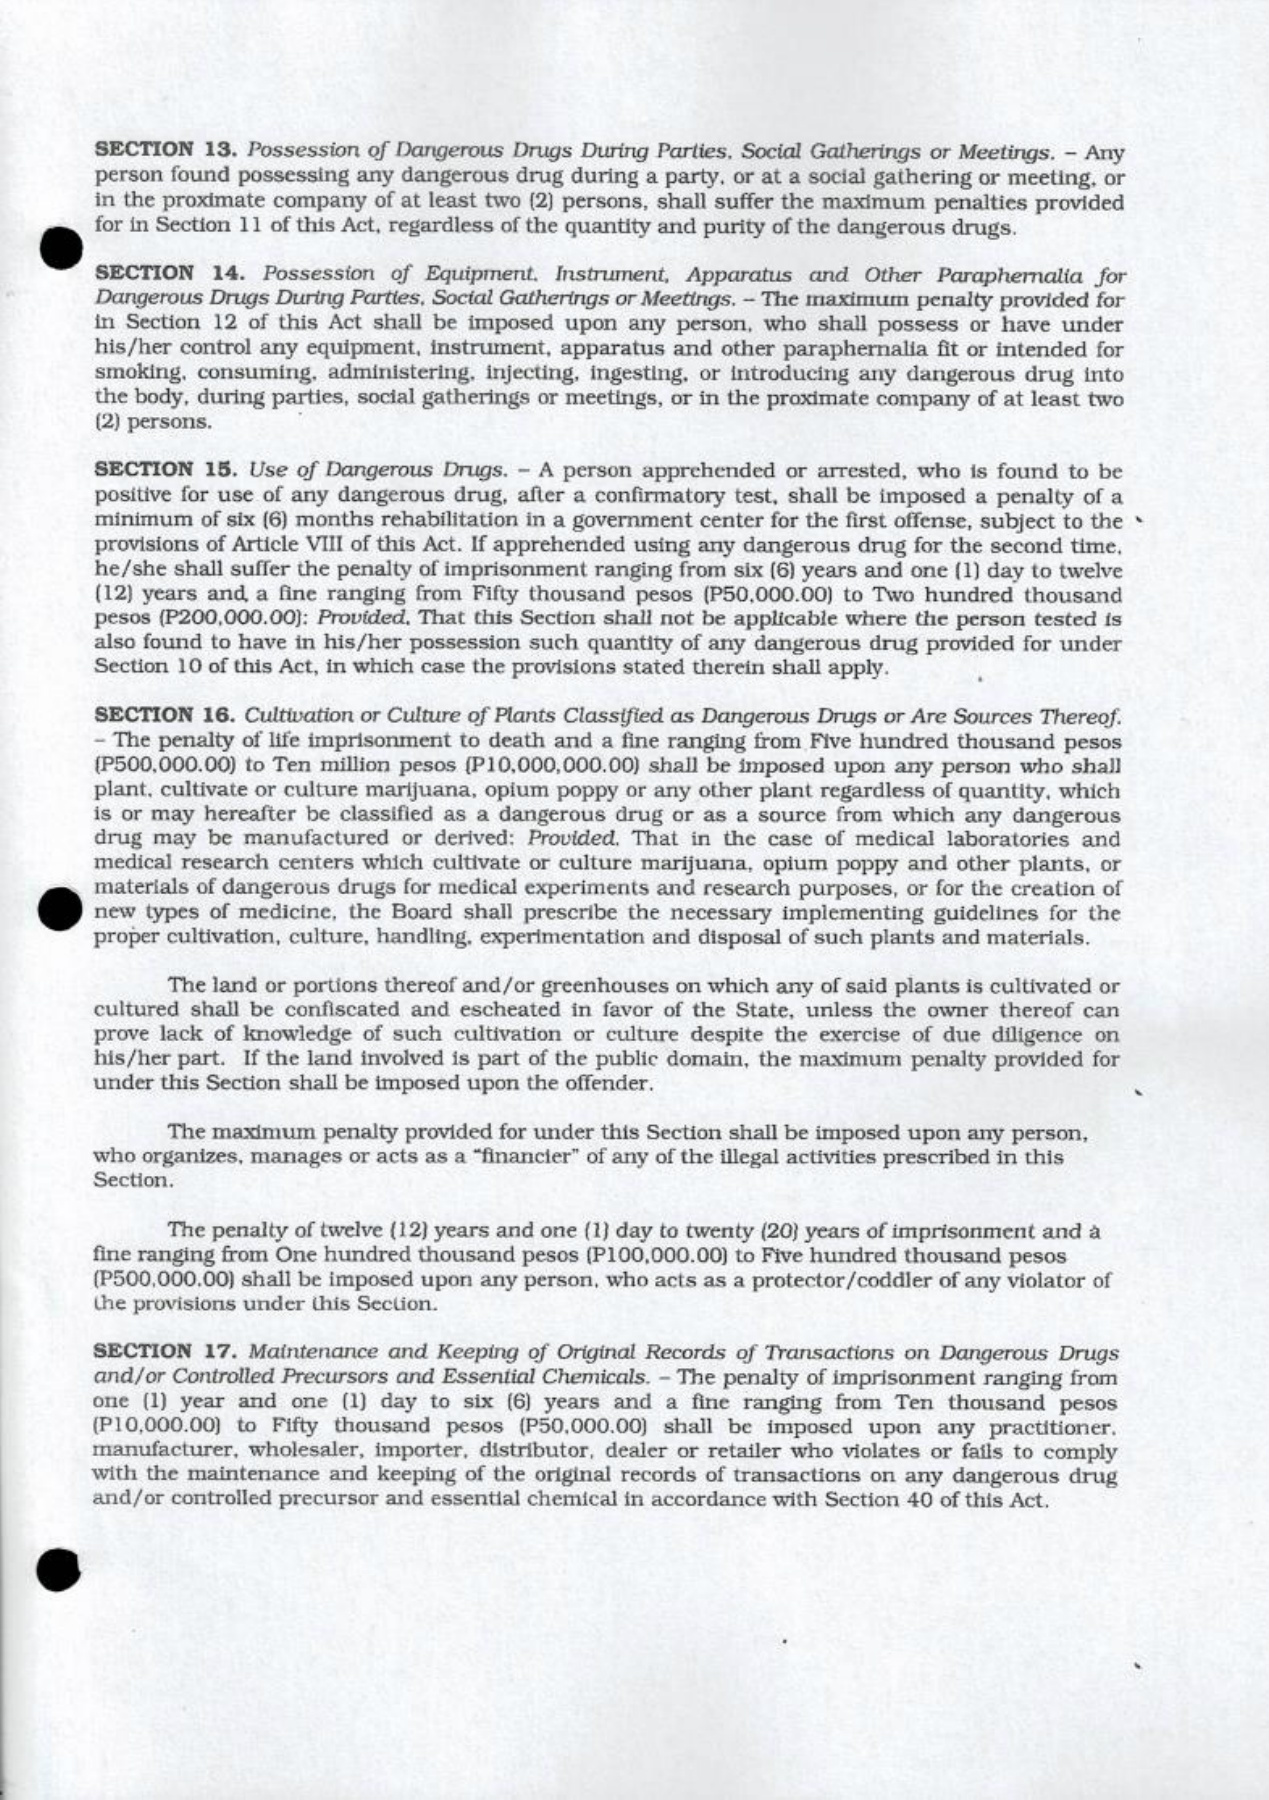 SECTION 13. Possession of Dangerous Drugs During Parties, Social Gatherings or Meetings. – Any
person found possessing any dangerous drug during a party, or at a social gathering or meeting, or
in the proximate company of at least two (2) persons, shall suffer the maximum penalties provided
for in Section 11 of this Act, regardless of the quantity and purity of the dangerous drugs.
SECTION 14. Possession of Equipment, Instrument, Apparatus and Other Paraphernalia for
Dangerous Drugs During Parties, Social Gatherings or Meetings. – The maximum penalty provided for
in Section 12 of this Act shall be imposed upon any person, who shall possess or have under
his/her control any equipment, instrument, apparatus and other paraphernalia fit or intended for
smoking, consuming, administering, injecting, ingesting, or introducing any dangerous drug into
the body, during parties, social gatherings or meetings, or in the proximate company of at least two
(2) persons.
SECTION 15. Use of Dangerous Drugs. – A person apprehended or arrested, who is found to be
positive for use of any dangerous drug, after a confirmatory test, shall be imposed a penalty of a
minimum of six (6) months rehabilitation in a government center for the first offense, subject to the
provisions of Article VIII of this Act. If apprehended using any dangerous drug for the second time,
he/she shall suffer the penalty of imprisonment ranging from six (6) years and one (1) day to twelve
(12) years and a fine ranging from Fifty thousand pesos (P50,000.00) to Two hundred thousand
pesos (P200,000.00): Provided, That this Section shall not be applicable where the person tested is
also found to have in his/her possession such quantity of any dangerous drug provided for under
Section 10 of this Act, in which case the provisions stated therein shall apply.
SECTION 16. Cultivation or Culture of Plants Classified as Dangerous Drugs or Are Sources Thereof.
– The penalty of life imprisonment to death and a fine ranging from Five hundred thousand pesos
(P500,000.00) to Ten million pesos (P10,000,000.00) shall be imposed upon any person who shall
plant, cultivate or culture marijuana, opium poppy or any other plant regardless of quantity, which
is or may hereafter be classified as a dangerous drug or as a source from which any dangerous
drug may be manufactured or derived: Provided, That in the case of medical laboratories and
medical research centers which cultivate or culture marijuana, opium poppy and other plants, or
materials of dangerous drugs for medical experiments and research purposes, or for the creation of
new types of medicine, the Board shall prescribe the necessary implementing guidelines for the
proper cultivation, culture, handling, experimentation and disposal of such plants and materials.
The land or portions thereof and/or greenhouses on which any of said plants is cultivated or
cultured shall be confiscated and escheated in favor of the State, unless the owner thereof can
prove lack of knowledge of such cultivation or culture despite the exercise of due diligence on
his/her part. If the land involved is part of the public domain, the maximum penalty provided for
under this Section shall be imposed upon the offender.
The maximum penalty provided for under this Section shall be imposed upon any person,
who organizes, manages or acts as a "financier" of any of the illegal activities prescribed in this
Section.
The penalty of twelve (12) years and one (1) day to twenty (20) years of imprisonment and a
fine ranging from One hundred thousand pesos (P100,000.00) to Five hundred thousand pesos
(P500,000.00) shall be imposed upon any person, who acts as a protector/coddler of any violator of
the provisions under this Section.
SECTION 17. Maintenance and Keeping of Original Records of Transactions on Dangerous Drugs
and/or Controlled Precursors and Essential Chemicals. – The penalty of imprisonment ranging from
one (1) year and one (1) day to six (6) years and a fine ranging from Ten thousand pesos
(P10,000.00) to Fifty thousand pesos (P50,000.00) shall be imposed upon any practitioner,
manufacturer, wholesaler, importer, distributor, dealer or retailer who violates or fails to comply
with the maintenance and keeping of the original records of transactions on any dangerous drug
and/or controlled precursor and essential chemical in accordance with Section 40 of this Act.